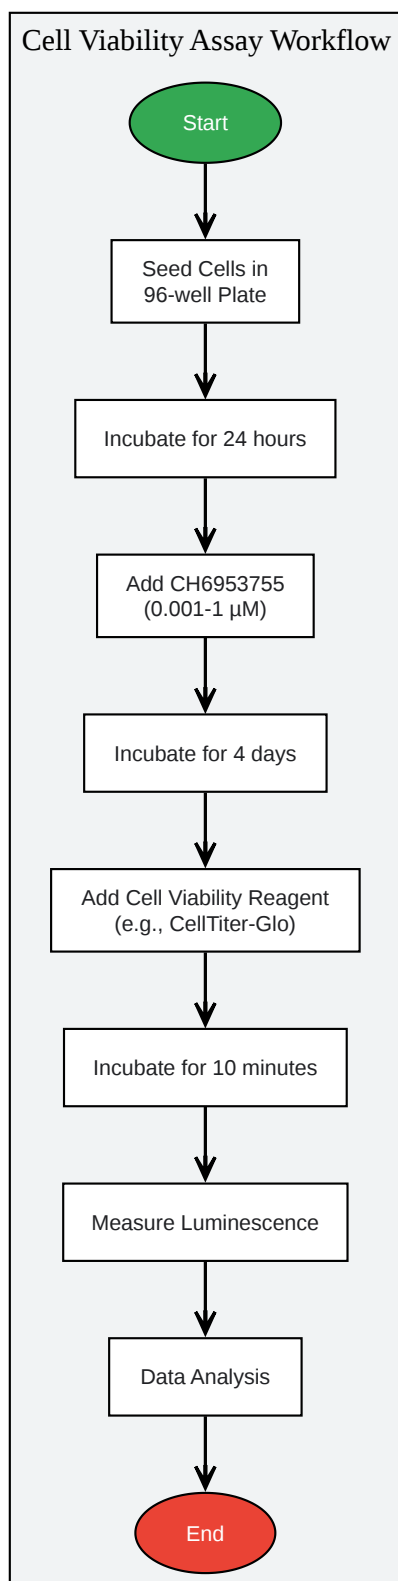 Cell Viability Assay Workflow
Start
Seed Cells in
96-well Plate
Incubate for 24 hours
Add CH6953755
(0.001-1 µM)
Incubate for 4 days
Add Cell Viability Reagent
(e.g., CellTiter-Glo)
Incubate for 10 minutes
Measure Luminescence
Data Analysis
End